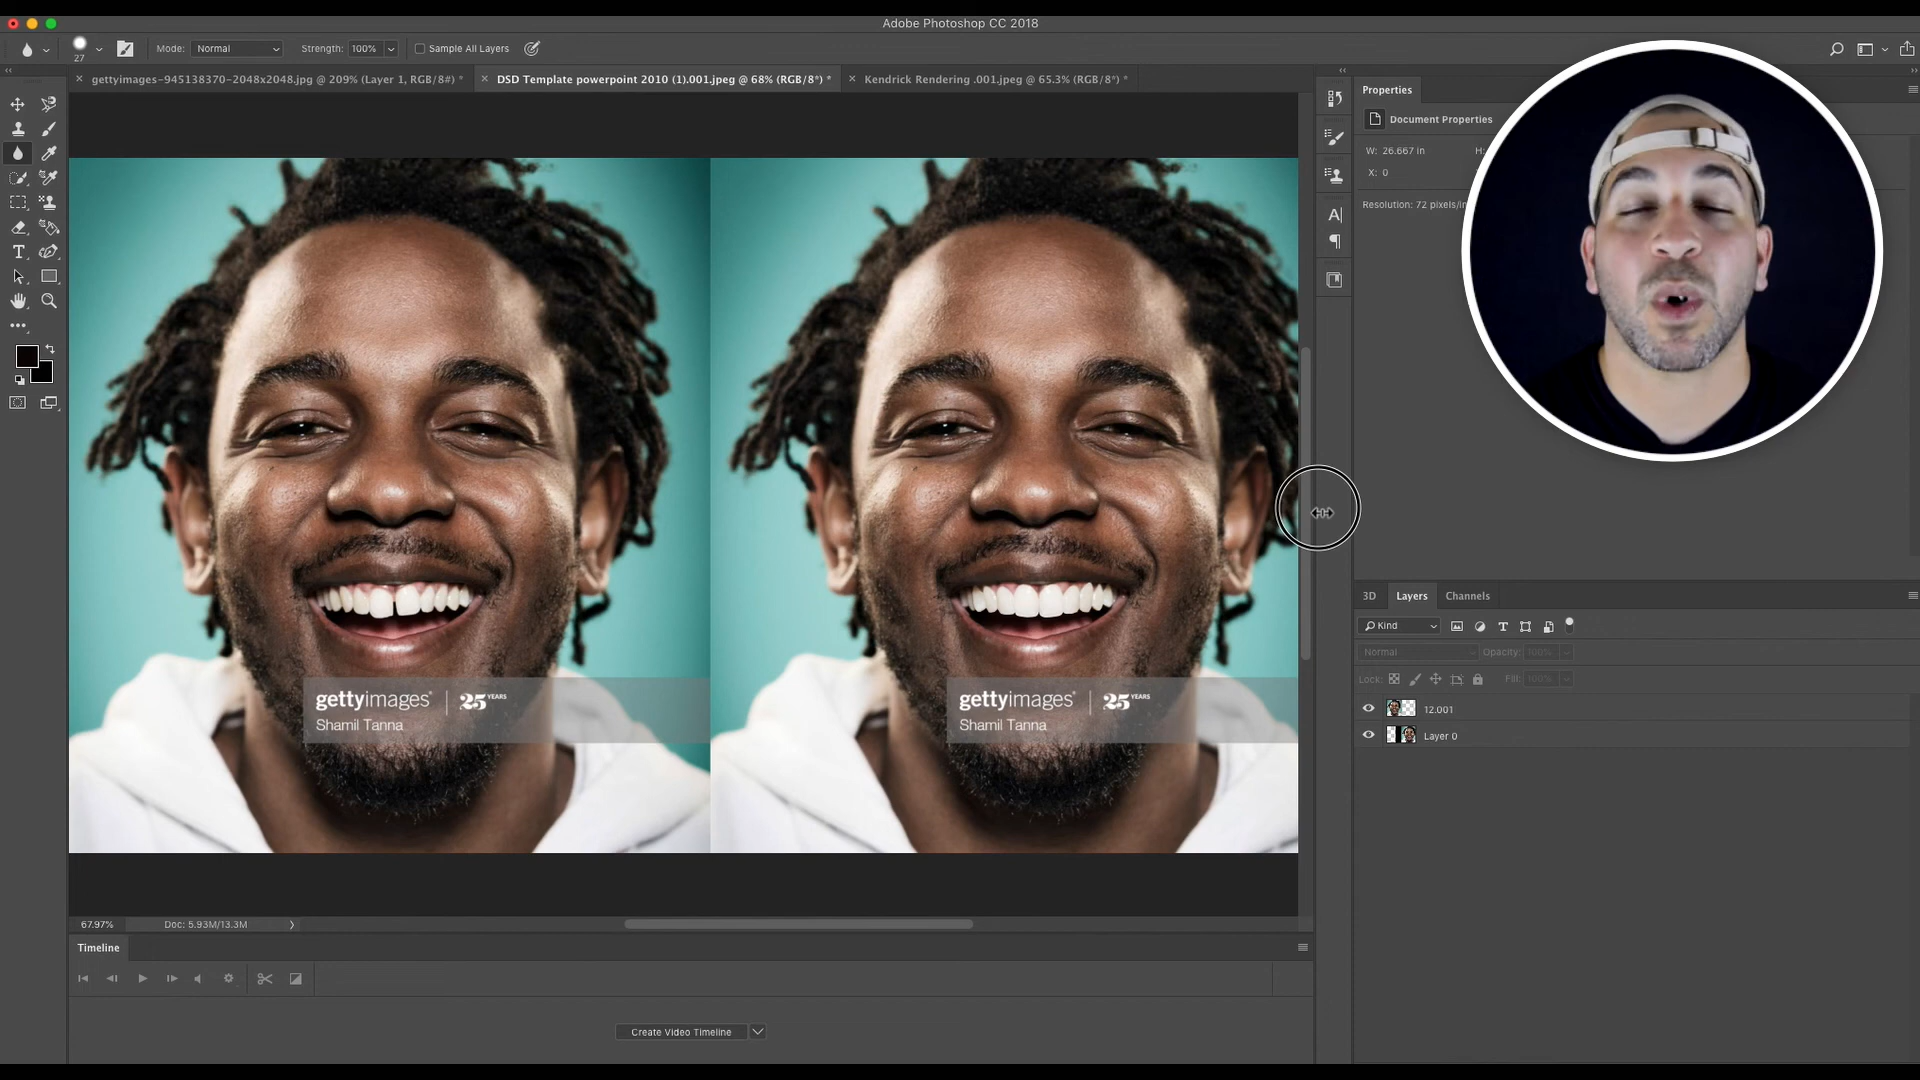 Adobe Photoshop CC 2018
27
Mode: Normal
Strength: 100%
Sample All Layers
gettyimages-945138370-2048x2048.jpg @ 209% (Layer 1, RGB/8#) *
DSD Template powerpoint 2010 (1).001.jpeg @ 68% (RGB/8*) *
Kendrick Rendering .001.jpeg @ 65.3% (RGB/8*) *
Properties
Document Properties
W: 26.667 in
H:
X: 0
Resolution: 72 pixels/in
gettyimages® | 25 YEARS
Shamil Tanna
gettyimages® | 25 YEARS
Shamil Tanna
3D
Layers
Channels
Kind
Normal
Opacity: 100%
Lock:
Fill: 100%
12.001
Layer 0
67.97%
Doc: 5.93M/13.3M
Timeline
Create Video Timeline